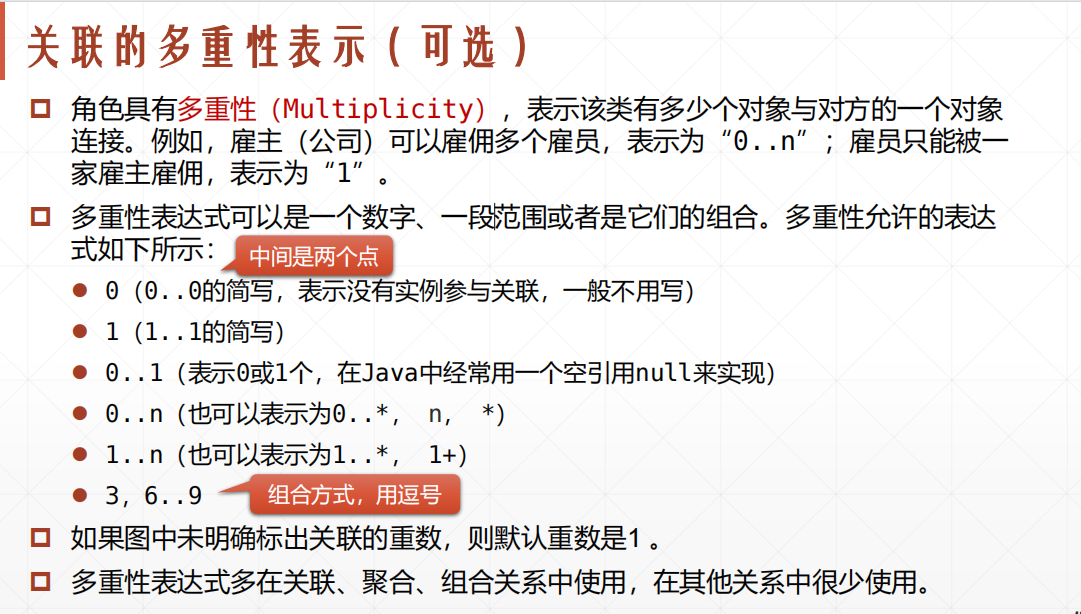 关联的多重性表示（可选）
角色具有多重性（Multiplicity），表示该类有多少个对象与对方的一个对象
连接。例如，雇主（公司）可以雇佣多个雇员，表示为“0..n”；雇员只能被一
家雇主雇佣，表示为“1”。
多重性表达式可以是一个数字、一段范围或者是它们的组合。多重性允许的表达
式如下所示：
中间是两个点
0（0..0的简写，表示没有实例参与关联，一般不用写）
1（1..1的简写）
0..1（表示0或1个，在Java中经常用一个空引用null来实现）
0..n（也可以表示为0..*， n， *）
1..n（也可以表示为1..*， 1+）
3，6..9
组合方式，用逗号
如果图中未明确标出关联的重数，则默认重数是1 。
多重性表达式多在关联、聚合、组合关系中使用，在其他关系中很少使用。